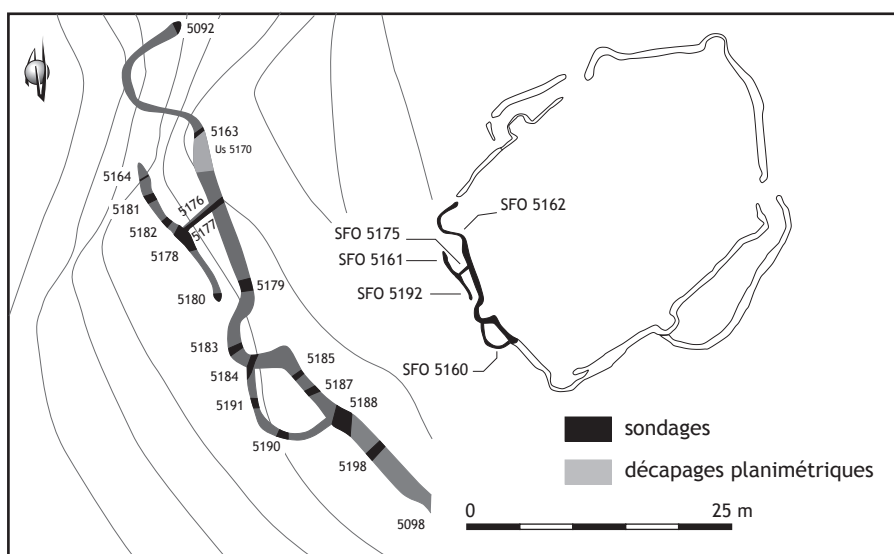 5092
5163
Us 5170
5164
5176
5181
5177
5182
5178
5180
5179
5183
5184
5185
5187
5191
5188
5190
5198
5098
SFO 5162
SFO 5175
SFO 5161
SFO 5192
SFO 5160
sondages
décapages planimétriques
0
25 m